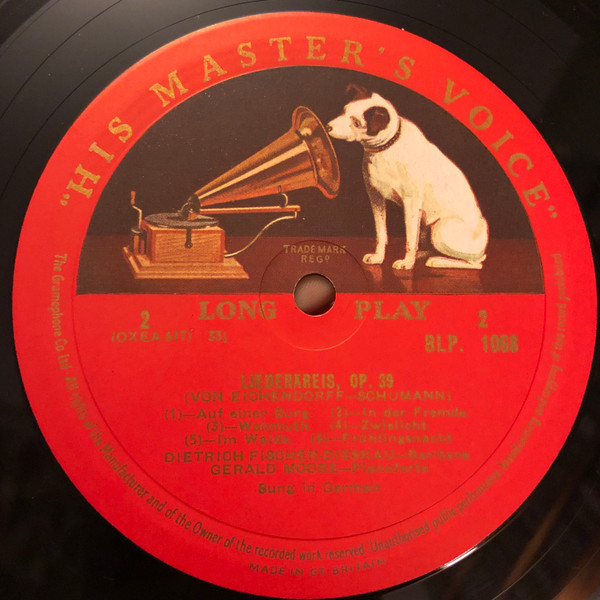 "HIS MASTER'S VOICE"
TRADE MARK
REGD
2 LONG PLAY 2
(OXEA 617) 33⅓ BLP. 1068
LIEDERKREIS, OP. 39
(VON EICHENDORFF—SCHUMANN)
(1)—Auf einer Burg (2)—In der Fremde
(3)—Wehmuth. (4)—Zwielicht
(5)—Im Walde. (6)—Frühlingsnacht
DIETRICH FISCHER-DIESKAU—Baritone
GERALD MOORE—Pianoforte
Sung in German
The Gramophone Co Ltd. All rights of the Manufacturer and of the Owner of the recorded work reserved. Unauthorised public performance, broadcasting and copying of this record prohibited.
MADE IN GT. BRITAIN